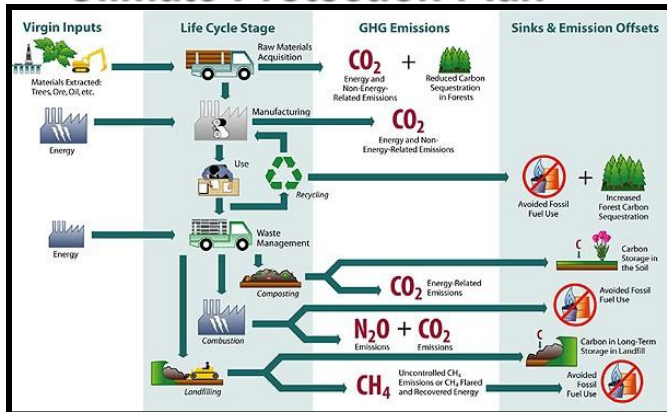 Climate Protection Plan
Virgin Inputs
Life Cycle Stage
GHG Emissions
Sinks & Emission Offsets
Materials Extracted:
Trees, Ore, Oil, etc.
Raw Materials
Acquisition
CO2
Energy and
Non-Energy-
Related Emissions
+
Reduced Carbon
Sequestration
in Forests
Energy
Manufacturing
CO2
Energy and Non-
Energy-Related Emissions
Use
Recycling
Avoided Fossil
Fuel Use
+
Increased
Forest Carbon
Sequestration
Energy
Waste
Management
Composting
CO2 Energy-Related
Emissions
C
Carbon
Storage in
the Soil
Combustion
N2O + CO2
Emissions Emissions
Avoided Fossil
Fuel Use
Landfilling
CH4
Uncontrolled CH4
Emissions or CH4 Flared
and Recovered Energy
C
Carbon in Long-Term
Storage in Landfill
Avoided
Fossil
Fuel Use